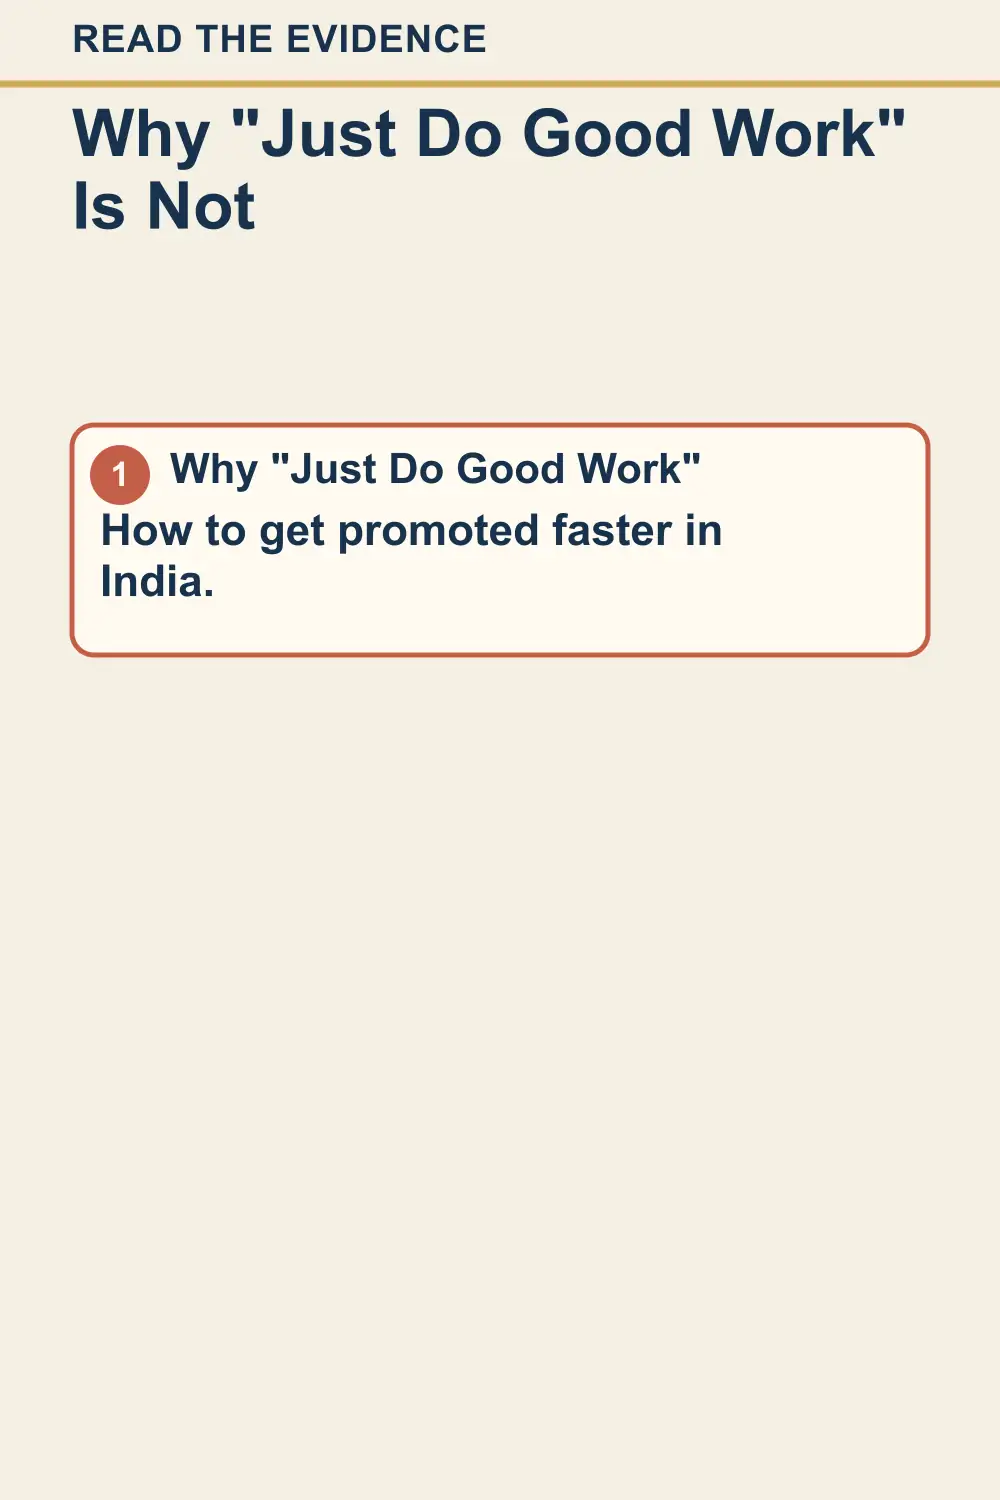 READ THE EVIDENCE
Why "Just Do Good Work"
Is Not
1 Why "Just Do Good Work"
How to get promoted faster in
India.